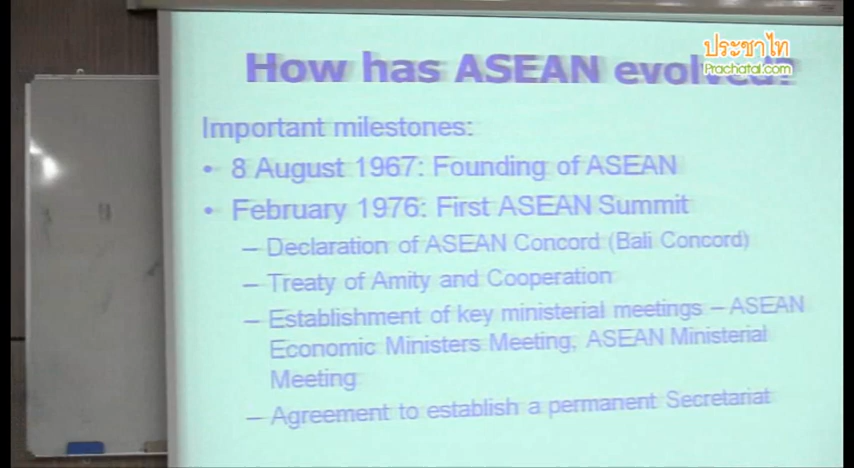 ประชาไท
Prachatai.com
How has ASEAN evolved?
Important milestones:
• 8 August 1967: Founding of ASEAN
• February 1976: First ASEAN Summit
– Declaration of ASEAN Concord (Bali Concord)
– Treaty of Amity and Cooperation
– Establishment of key ministerial meetings – ASEAN
Economic Ministers Meeting, ASEAN Ministerial
Meeting
– Agreement to establish a permanent Secretariat